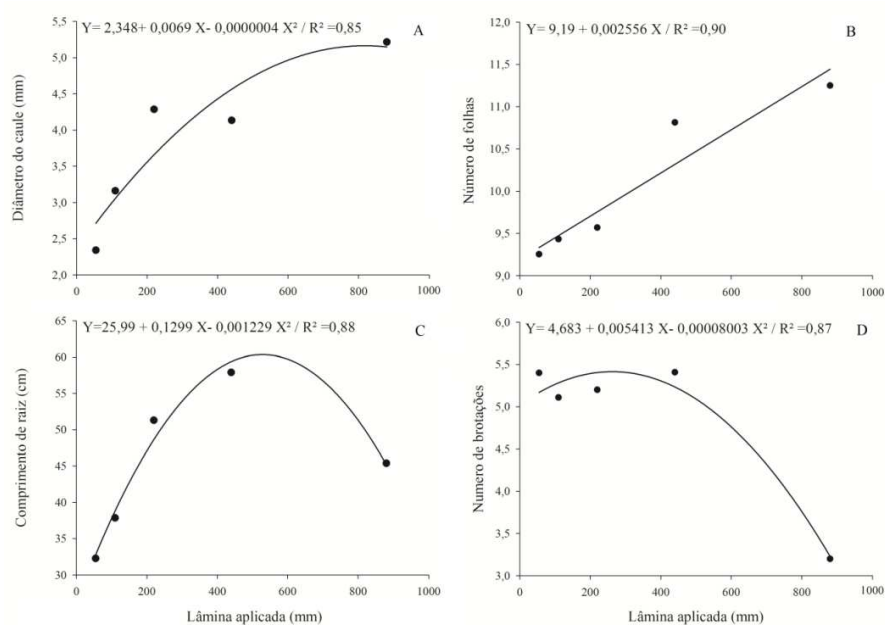 Y= 2,348+ 0,0069 X- 0,0000004 X² / R² =0,85
A
Diâmetro do caule (mm)
5,5
5,0
4,5
4,0
3,5
3,0
2,5
2,0
0 200 400 600 800 1000
Y= 9,19 + 0,002556 X / R² =0,90
B
Número de folhas
12,0
11,5
11,0
10,5
10,0
9,5
9,0
0 200 400 600 800 1000
Y=25,99 + 0,1299 X- 0,001229 X² / R² =0,88
C
Comprimento de raiz (cm)
65
60
55
50
45
40
35
30
0 200 400 600 800 1000
Lâmina aplicada (mm)
Y= 4,683 + 0,005413 X- 0,00008003 X² / R² =0,87
D
Numero de brotações
6,0
5,5
5,0
4,5
4,0
3,5
3,0
0 200 400 600 800 1000
Lâmina aplicada (mm)